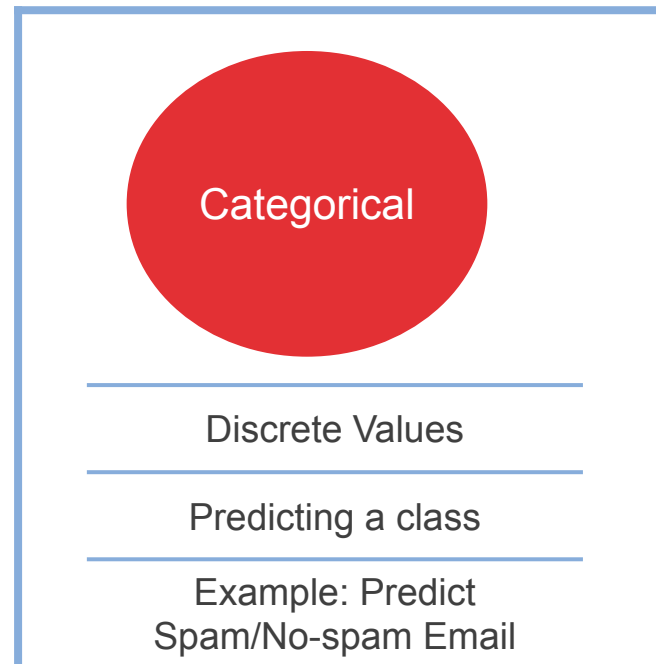 Categorical
Discrete Values
Predicting a class
Example: Predict
Spam/No-spam Email